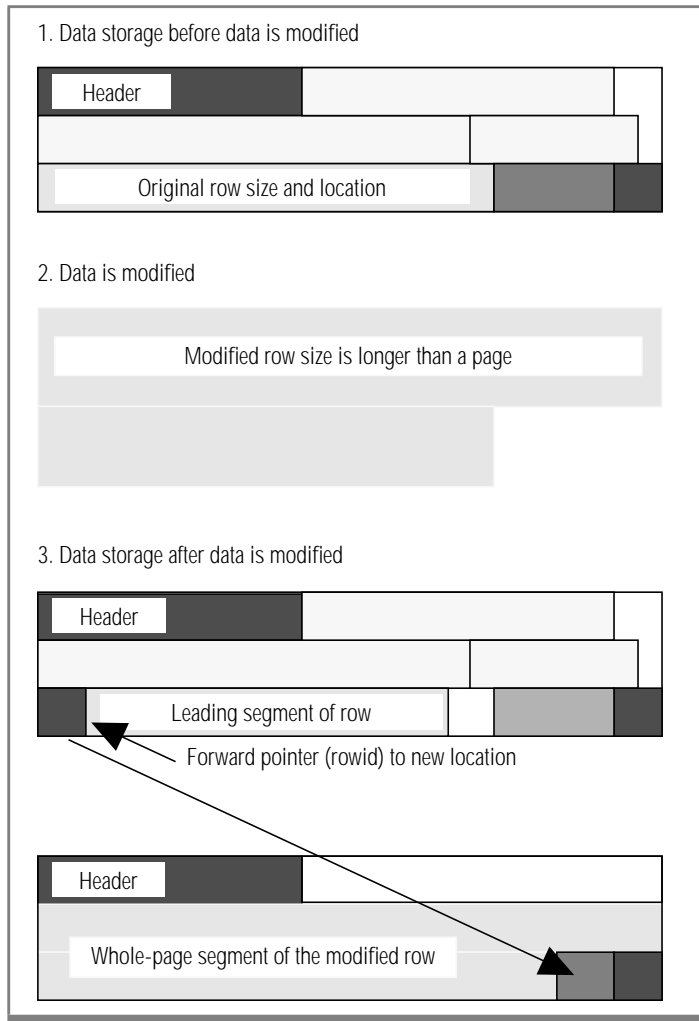 1. Data storage before data is modified
Header
Original row size and location
2. Data is modified
Modified row size is longer than a page
3. Data storage after data is modified
Header
Leading segment of row
Forward pointer (rowid) to new location
Header
Whole-page segment of the modified row